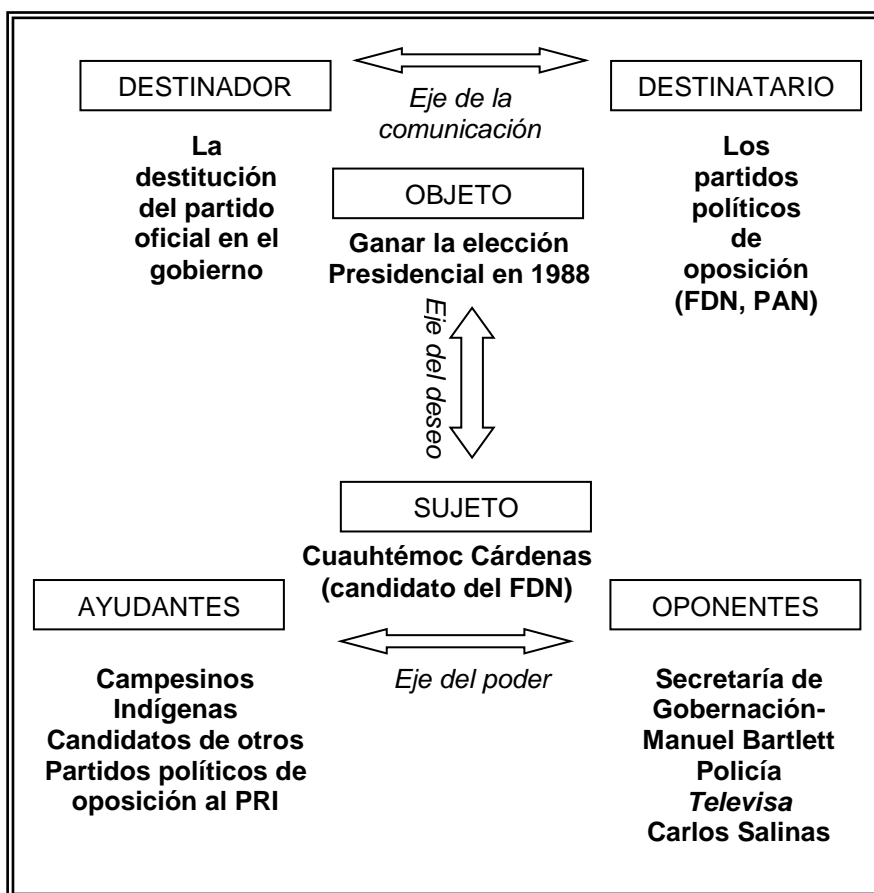 DESTINADOR
Eje de la
comunicación
DESTINATARIO
La
destitución
del partido
oficial en el
gobierno
OBJETO
Ganar la elección
Presidencial en 1988
Los
partidos
políticos
de
oposición
(FDN, PAN)
Eje del deseo
SUJETO
Cuauhtémoc Cárdenas
(candidato del FDN)
AYUDANTES
Eje del poder
OPONENTES
Campesinos
Indígenas
Candidatos de otros
Partidos políticos de
oposición al PRI
Secretaría de
Gobernación-
Manuel Bartlett
Policía
Televisa
Carlos Salinas